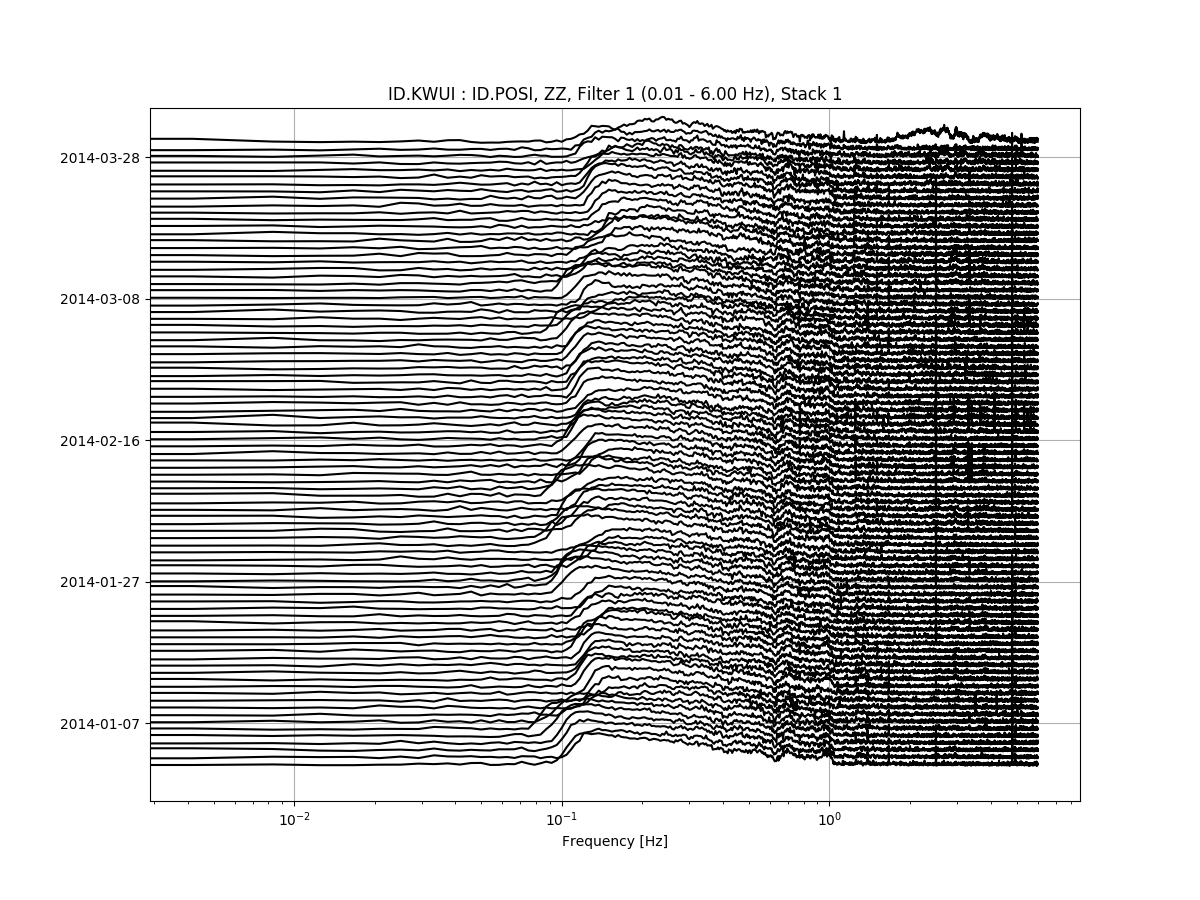 ID.KWUI : ID.POSI, ZZ, Filter 1 (0.01 - 6.00 Hz), Stack 1
2014-03-28
2014-03-08
2014-02-16
2014-01-27
2014-01-07
10⁻² 10⁻¹ 10⁰
Frequency [Hz]